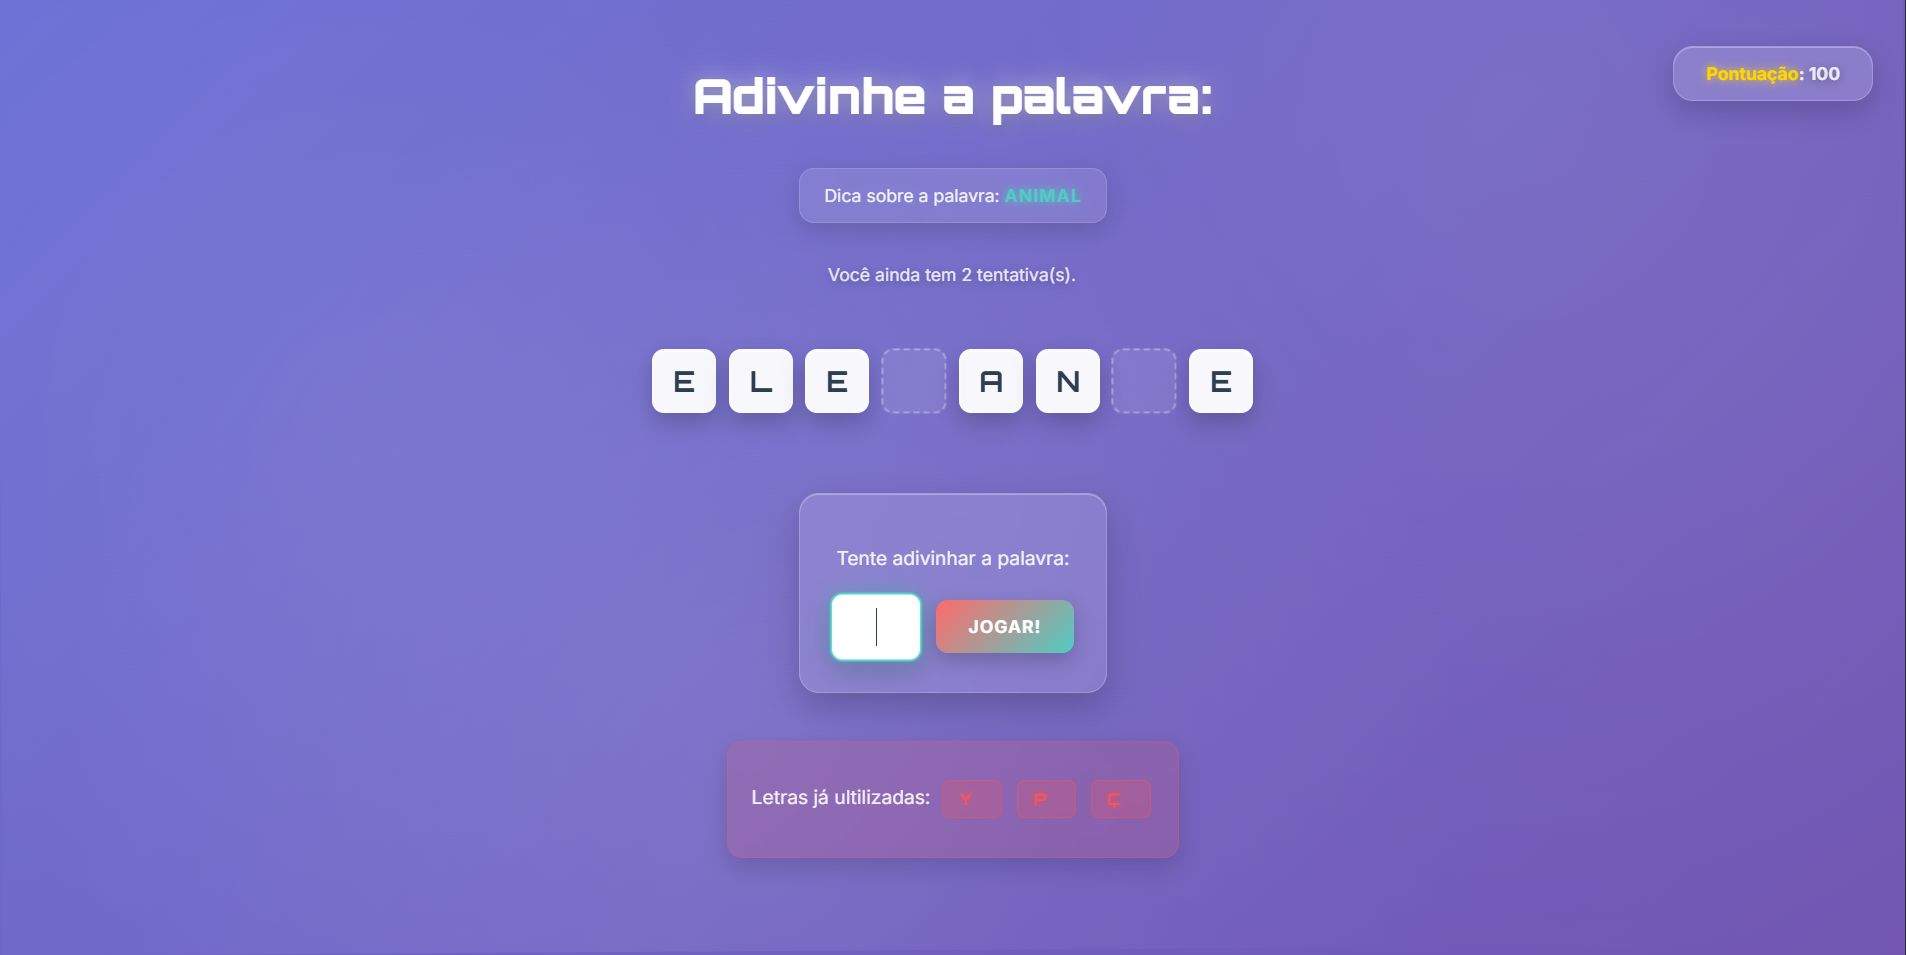 Pontuação: 100
Adivinhe a palavra:
Dica sobre a palavra: ANIMAL
Você ainda tem 2 tentativa(s).
E L E A N E
Tente adivinhar a palavra:
JOGAR!
Letras já ultilizadas: Y P Ç